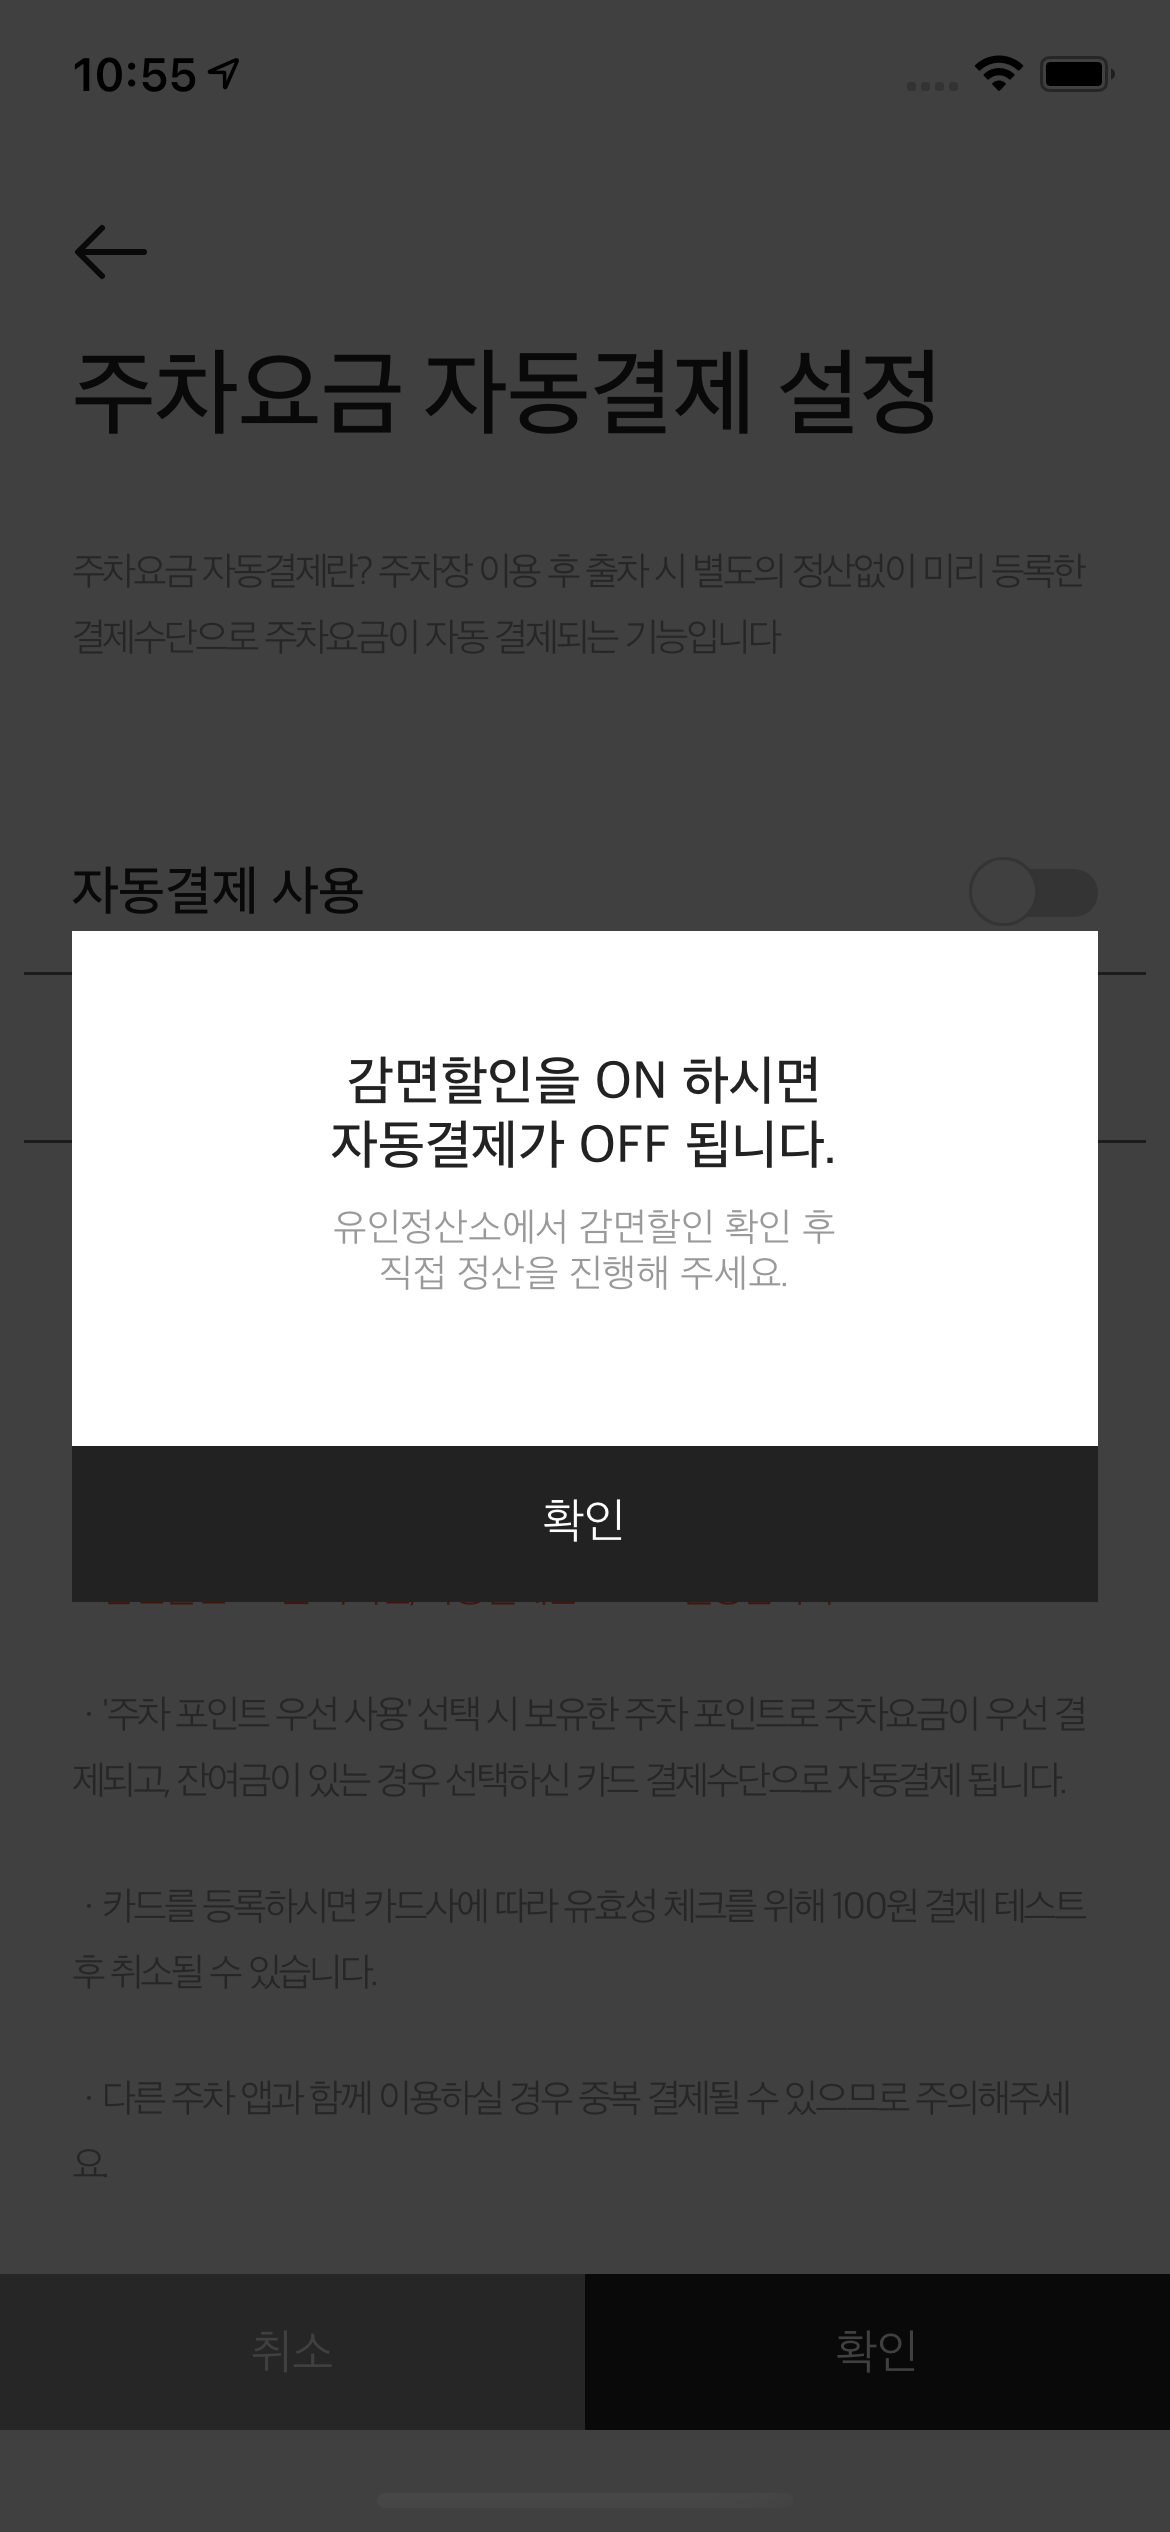 10:55
주차요금 자동결제 설정
주차요금 자동결제란? 주차장 이용 후 출차 시 별도의 정산없이 미리 등록한
결제수단으로 주차요금이 자동 결제되는 기능입니다
자동결제 사용
감면할인을 ON 하시면
자동결제가 OFF 됩니다.
유인정산소에서 감면할인 확인 후
직접 정산을 진행해 주세요.
확인
· '주차 포인트 우선 사용' 선택 시 보유한 주차 포인트로 주차요금이 우선 결
제되고, 잔여금이 있는 경우 선택하신 카드 결제수단으로 자동결제 됩니다.
· 카드를 등록하시면 카드사에 따라 유효성 체크를 위해 100원 결제 테스트
후 취소될 수 있습니다.
· 다른 주차 앱과 함께 이용하실 경우 중복 결제될 수 있으므로 주의해주세
요.
취소
확인